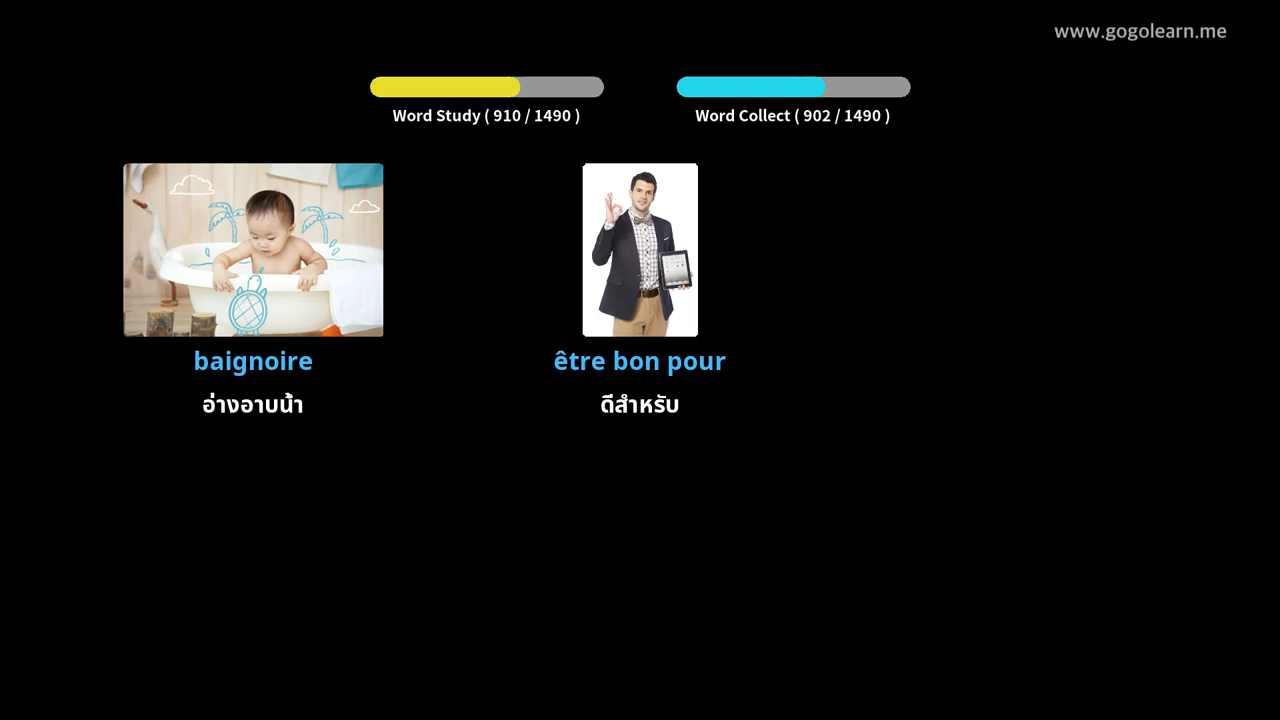 www.gogolearn.me
Word Study ( 910 / 1490 )
Word Collect ( 902 / 1490 )
baignoire
อ่างอาบน้ำ
être bon pour
ดีสำหรับ